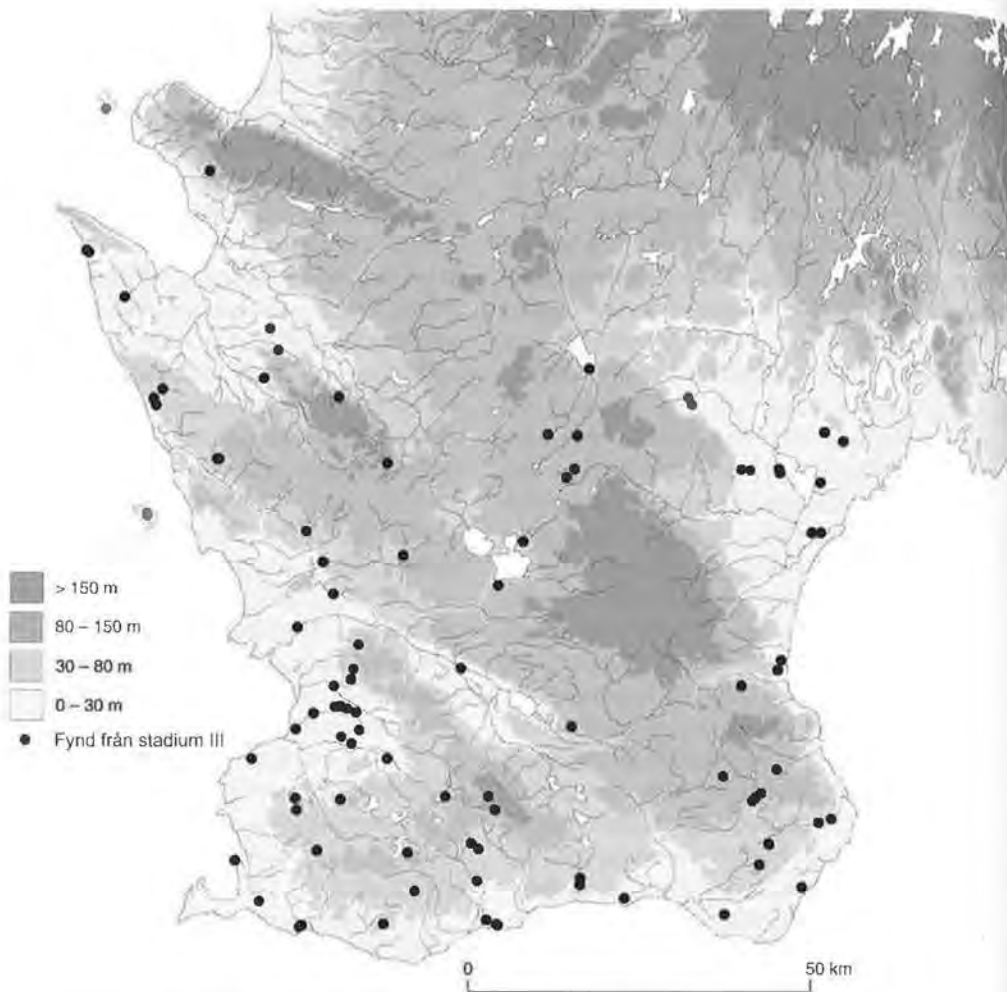 > 150 m
80 – 150 m
30 – 80 m
0 – 30 m
Fynd från stadium III
0 50 km